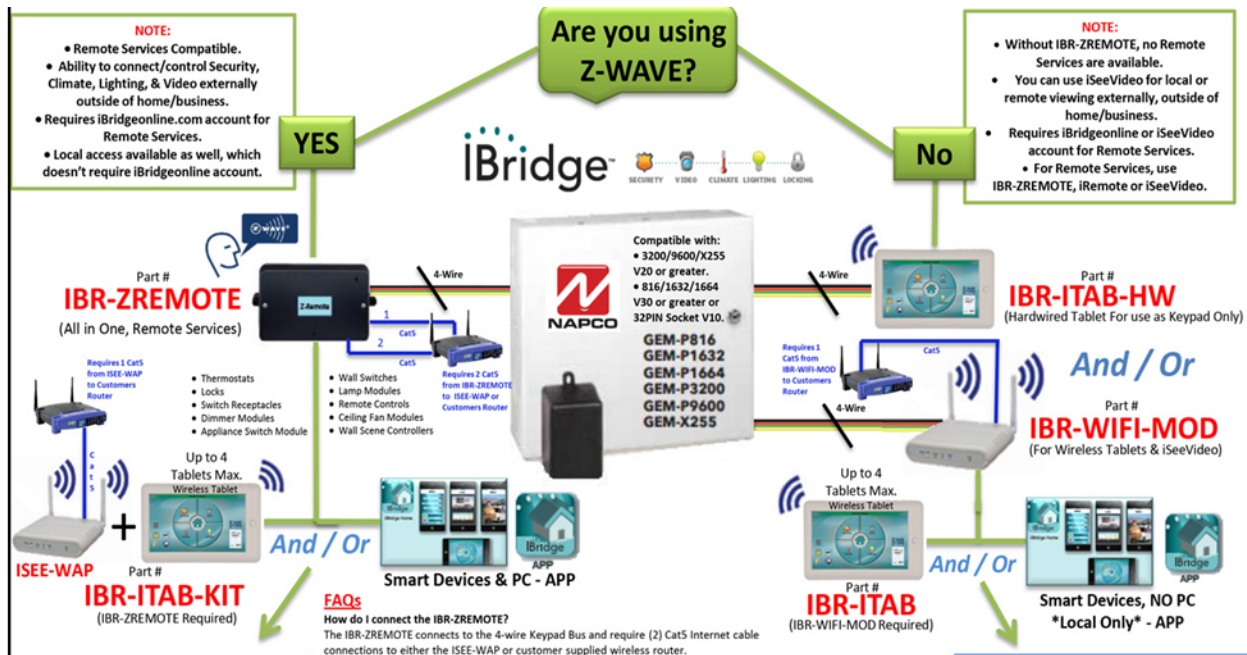 NOTE:
• Remote Services Compatible.
• Ability to connect/control Security,
Climate, Lighting, & Video externally
outside of home/business.
• Requires iBridgeonline.com account for
Remote Services.
• Local access available as well, which
doesn't require iBridgeonline account.
Are you using
Z-WAVE?
NOTE:
• Without IBR-ZREMOTE, no Remote
Services are available.
• You can use iSeeVideo for local or
remote viewing externally, outside of
home/business.
• Requires iBridgeonline or iSeeVideo
account for Remote Services.
• For Remote Services, use
IBR-ZREMOTE, iRemote or iSeeVideo.
YES
No
iBridge™
SECURITY VIDEO CLIMATE LIGHTING LOCKING
Z WAVE
Part #
IBR-ZREMOTE
(All in One, Remote Services)
Z-Remote
4-Wire
1
Cat5
2
Cat5
Requires 2 Cat5
from IBR-ZREMOTE
to ISEE-WAP or
Customers Router
Requires 1 Cat5
from ISEE-WAP
to Customers
Router
Cat5
• Thermostats
• Locks
• Switch Receptacles
• Dimmer Modules
• Appliance Switch Module
• Wall Switches
• Lamp Modules
• Remote Controls
• Ceiling Fan Modules
• Wall Scene Controllers
N
NAPCO
Compatible with:
• 3200/9600/X255
V20 or greater.
• 816/1632/1664
V30 or greater or
32PIN Socket V10.
GEM-P816
GEM-P1632
GEM-P1664
GEM-P3200
GEM-P9600
GEM-X255
4-Wire
Part #
IBR-ITAB-HW
(Hardwired Tablet For use as Keypad Only)
And / Or
Requires 1
Cat5 from
IBR-WIFI-MOD
to Customers
Router
Cat5
4-Wire
Part #
IBR-WIFI-MOD
(For Wireless Tablets & iSeeVideo)
ISEE-WAP
+
Up to 4
Tablets Max.
Wireless Tablet
Part #
IBR-ITAB-KIT
(IBR-ZREMOTE Required)
And / Or
iBridge Home
IBridge
APP
Smart Devices & PC - APP
Up to 4
Tablets Max.
Wireless Tablet
Part #
IBR-ITAB
(IBR-WIFI-MOD Required)
And / Or
iBridge Home
IBridge
APP
Smart Devices, NO PC
*Local Only* - APP
FAQs
How do I connect the IBR-ZREMOTE?
The IBR-ZREMOTE connects to the 4-wire Keypad Bus and require (2) Cat5 Internet cable
connections to either the ISEE-WAP or customer supplied wireless router.